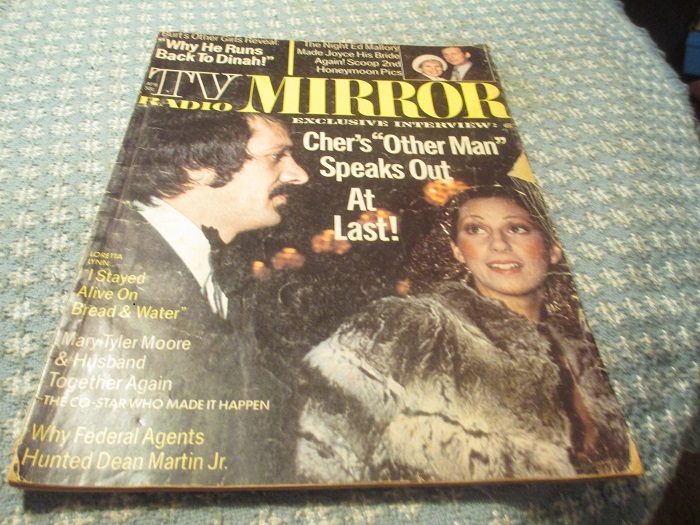 Burt's Other Girls Reveal:
"Why He Runs
Back To Dinah!"
The Night Ed Mallory
Made Joyce His Bride
Again! Scoop 2nd
Honeymoon Pics
TV
RADIO MIRROR
EXCLUSIVE INTERVIEW:
Cher's "Other Man"
Speaks Out
At
Last!
LORETTA
LYNN:
"I Stayed
Alive On
Bread & Water"
Mary Tyler Moore
& Husband
Together Again
—THE CO-STAR WHO MADE IT HAPPEN
Why Federal Agents
Hunted Dean Martin Jr.